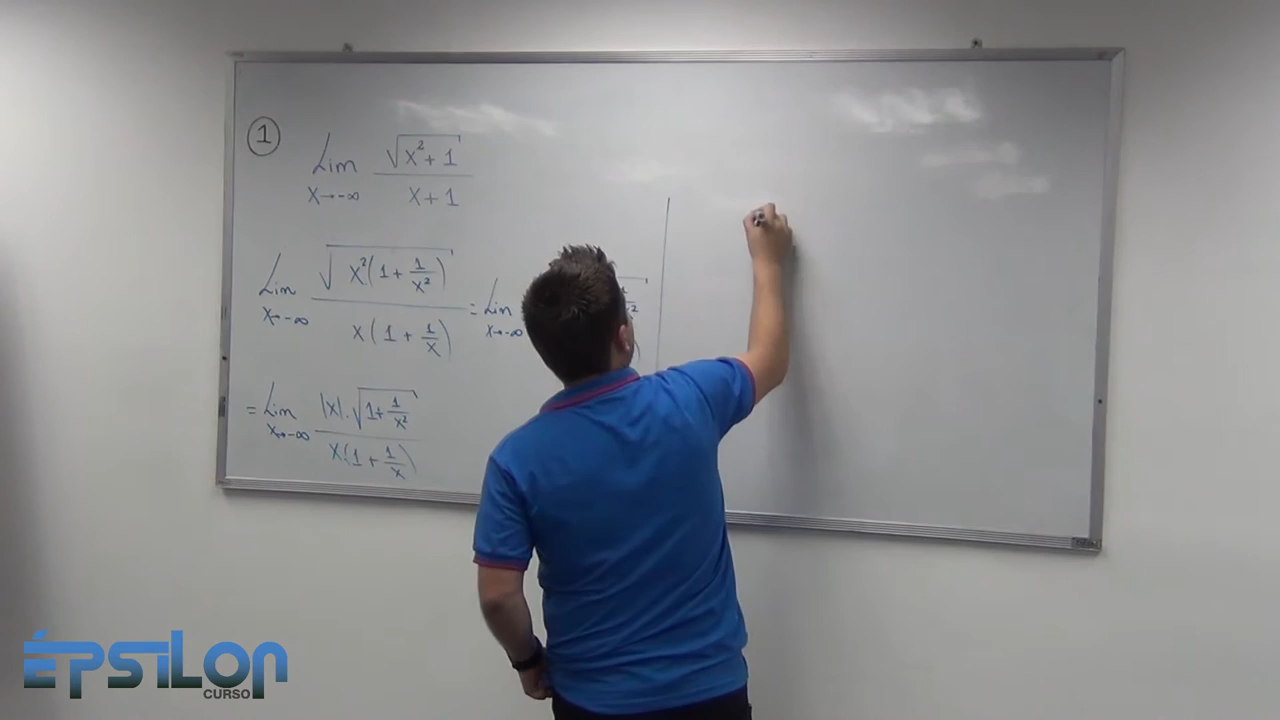 ①
Lim x→-∞ √(x²+1) / x+1
Lim x→-∞ √(x²(1+1/x²)) / x(1+1/x) = Lim x→-∞
= Lim x→-∞ |x|.√(1+1/x²) / x(1+1/x)
ÉPSILON
CURSO